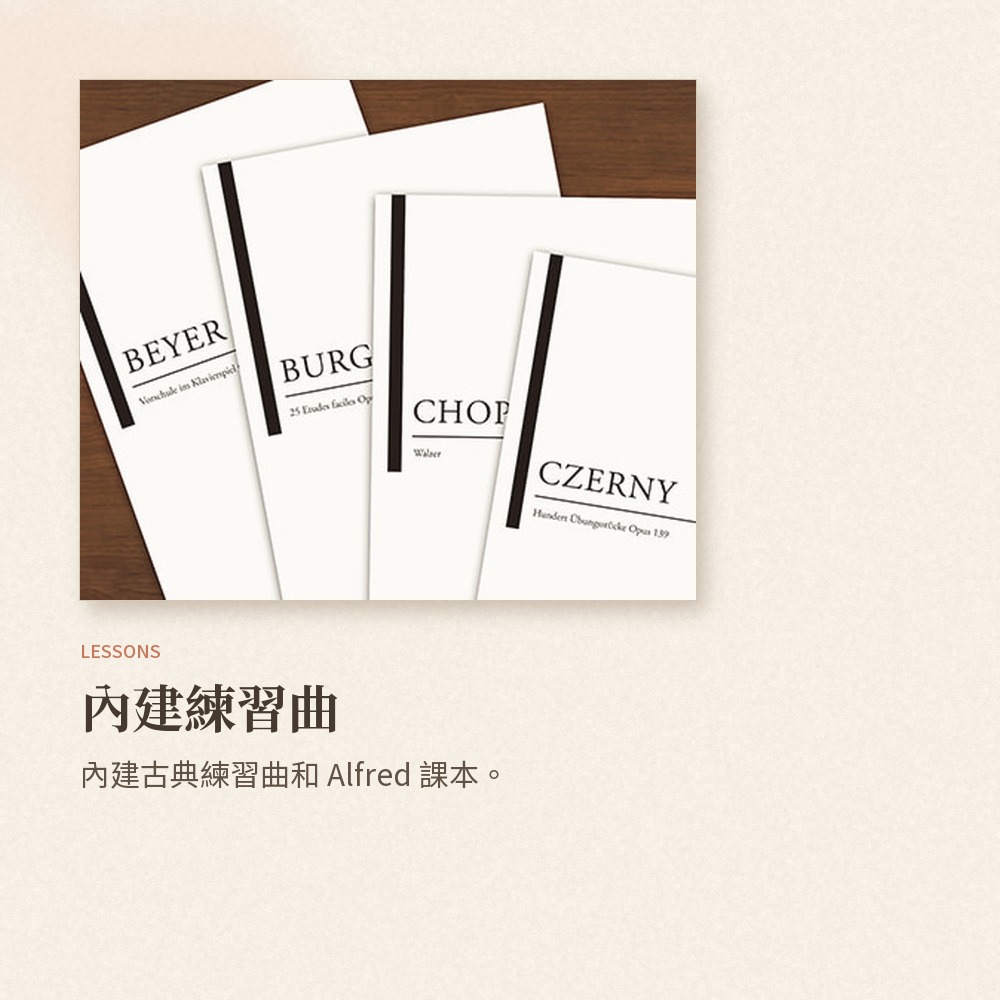 BEYER
Vorschule im Klavierspiel
BURG
25 Etudes faciles Op
CHOP
Walzer
CZERNY
Hundert Übungsstücke Opus 139
LESSONS
內建練習曲
內建古典練習曲和 Alfred 課本。